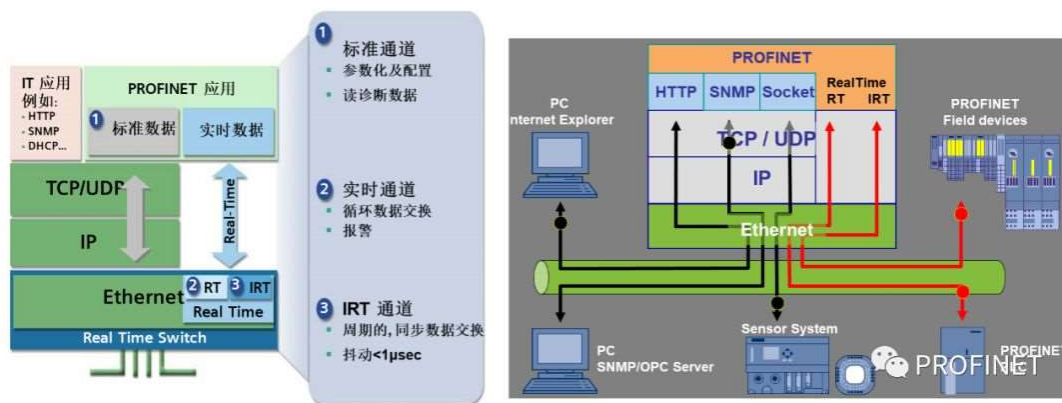 IT 应用
例如:
- HTTP
- SNMP
- DHCP...
PROFINET 应用
1 标准数据
实时数据
TCP/UDP
IP
Real-Time
Ethernet
2 RT 3 IRT
Real Time
Real Time Switch
1 标准通道
参数化及配置
读诊断数据
2 实时通道
循环数据交换
报警
3 IRT 通道
周期的,同步数据交换
抖动<1μsec
PROFINET
HTTP SNMP Socket
RealTime
RT IRT
TCP / UDP
IP
Ethernet
PC
nternet Explorer
PROFINET
Field devices
PC
SNMP/OPC Server
Sensor System
PROFINET
PROFINET